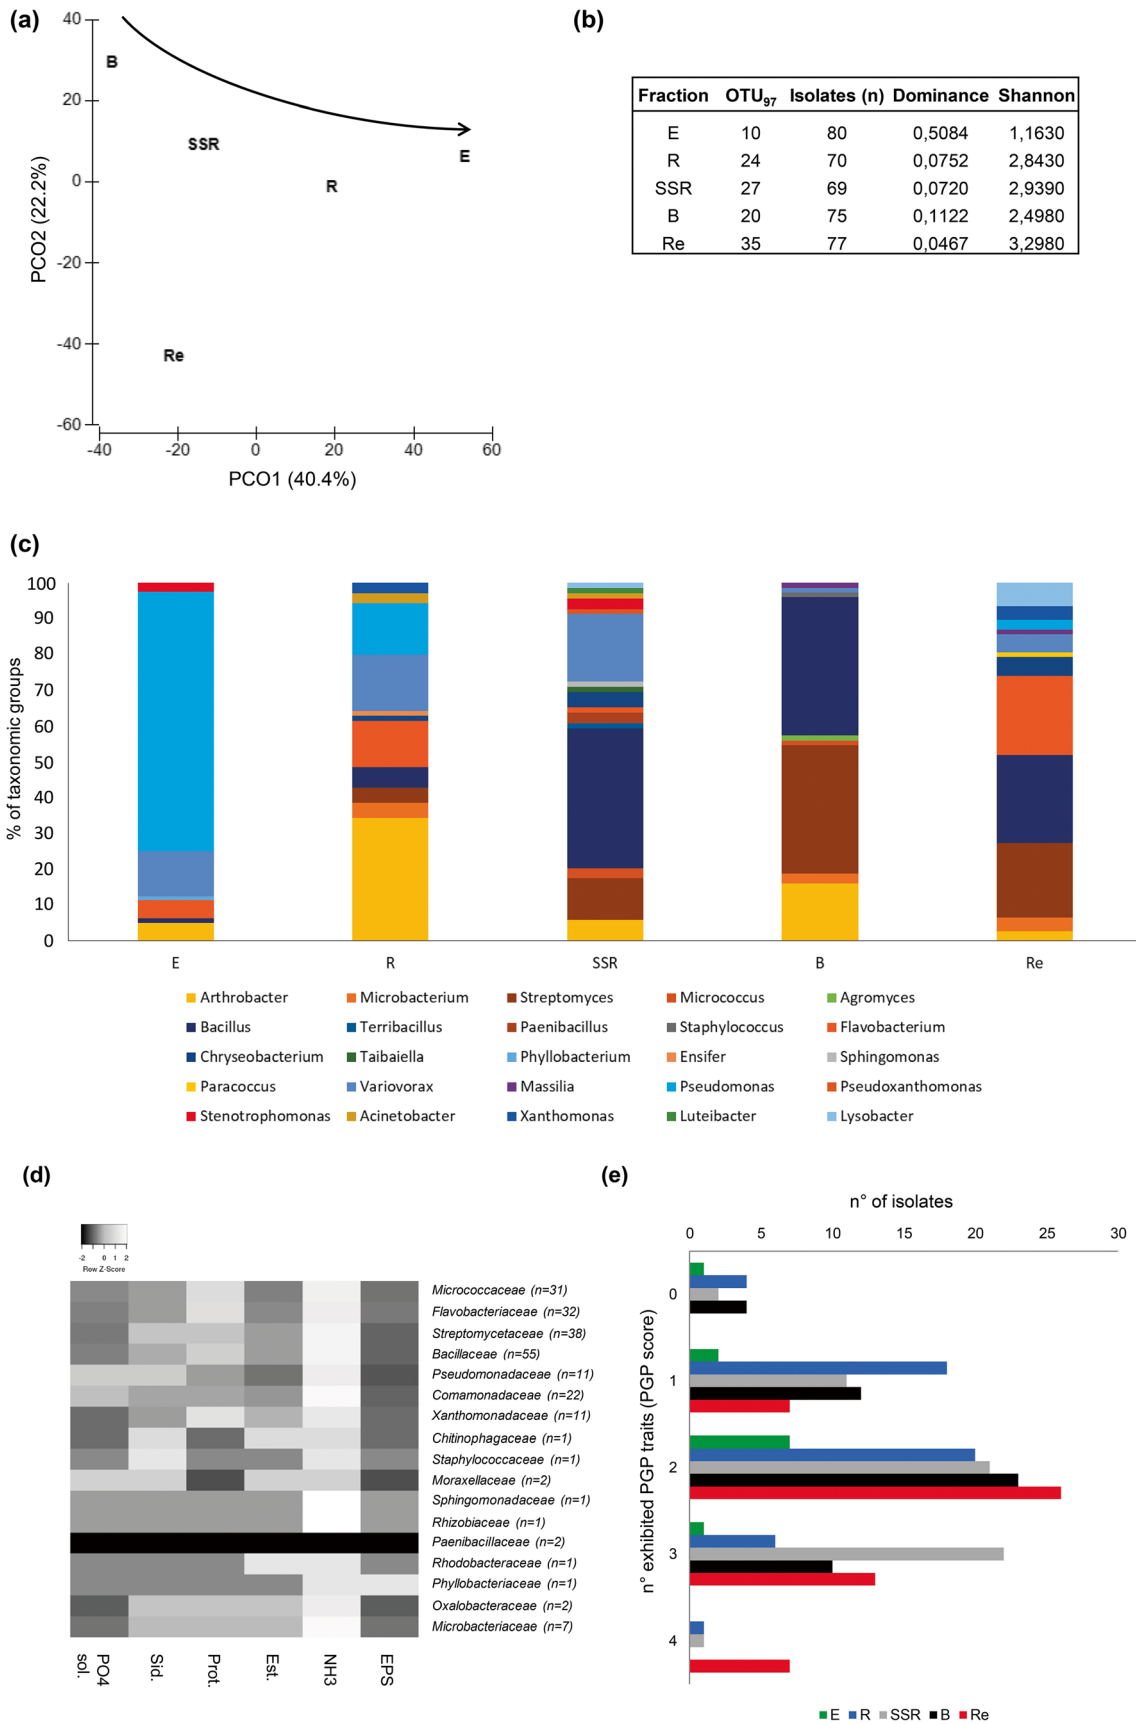 (a)
40
20
0
-20
-40
-60
PCO2 (22.2%)
B
SSR
R
E
Re
-40 -20 0 20 40 60
PCO1 (40.4%)
(b)
Fraction OTU97 Isolates (n) Dominance Shannon
E 10 80 0,5084 1,1630
R 24 70 0,0752 2,8430
SSR 27 69 0,0720 2,9390
B 20 75 0,1122 2,4980
Re 35 77 0,0467 3,2980
(c)
100
90
80
70
60
50
40
30
20
10
0
% of taxonomic groups
E R SSR B Re
Arthrobacter Microbacterium Streptomyces Micrococcus Agromyces
Bacillus Terribacillus Paenibacillus Staphylococcus Flavobacterium
Chryseobacterium Taibaiella Phyllobacterium Ensifer Sphingomonas
Paracoccus Variovorax Massilia Pseudomonas Pseudoxanthomonas
Stenotrophomonas Acinetobacter Xanthomonas Luteibacter Lysobacter
(d)
-2 0 1 2
Row Z-Score
Micrococcaceae (n=31)
Flavobacteriaceae (n=32)
Streptomycetaceae (n=38)
Bacillaceae (n=55)
Pseudomonadaceae (n=11)
Comamonadaceae (n=22)
Xanthomonadaceae (n=11)
Chitinophagaceae (n=1)
Staphylococcaceae (n=1)
Moraxellaceae (n=2)
Sphingomonadaceae (n=1)
Rhizobiaceae (n=1)
Paenibacillaceae (n=2)
Rhodobacteraceae (n=1)
Phyllobacteriaceae (n=1)
Oxalobacteraceae (n=2)
Microbacteriaceae (n=7)
PO4
sol.
Sid.
Prot.
Est.
NH3
EPS
(e)
n° of isolates
0 5 10 15 20 25 30
n° exhibited PGP traits (PGP score)
0
1
2
3
4
E R SSR B Re